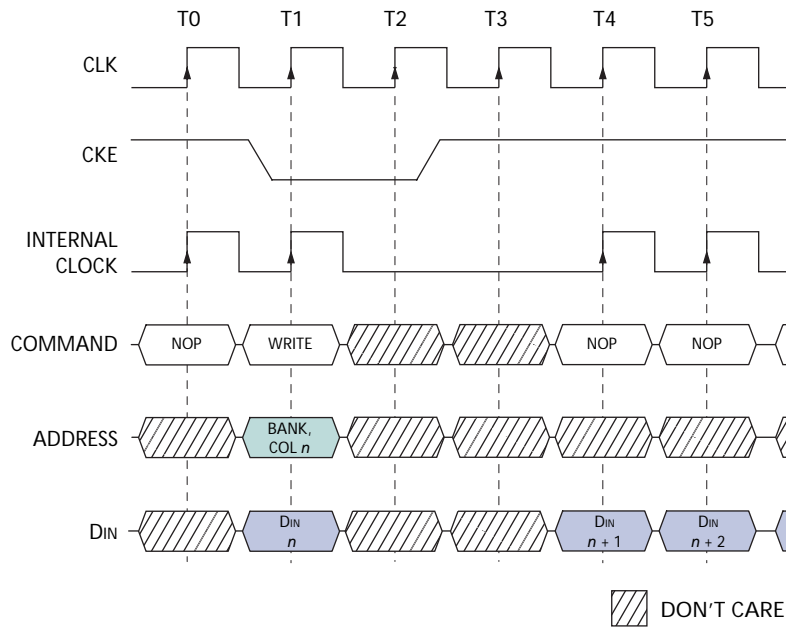 T0 T1 T2 T3 T4 T5
CLK
CKE
INTERNAL
CLOCK
COMMAND NOP WRITE NOP NOP
ADDRESS BANK,
COL n
DIN DIN
n DIN
n + 1 DIN
n + 2
DON'T CARE